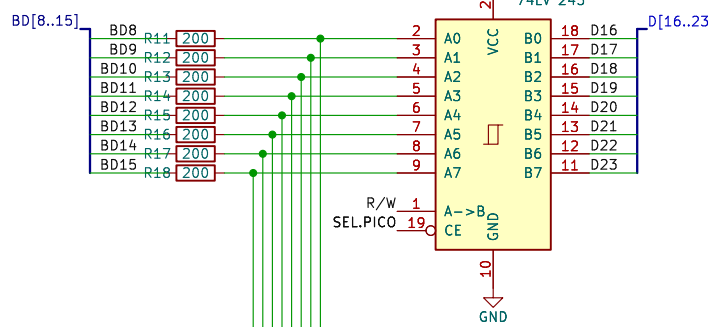 74LV 245
BD[8..15]
D[16..23
2
VCC
BD8 R11 200 2 A0 B0 18 D16
BD9 R12 200 3 A1 B1 17 D17
BD10 R13 200 4 A2 B2 16 D18
BD11 R14 200 5 A3 B3 15 D19
BD12 R15 200 6 A4 B4 14 D20
BD13 R16 200 7 A5 B5 13 D21
BD14 R17 200 8 A6 B6 12 D22
BD15 R18 200 9 A7 B7 11 D23
R/W 1 A->B
SEL.PICO 19 CE
GND
10
GND